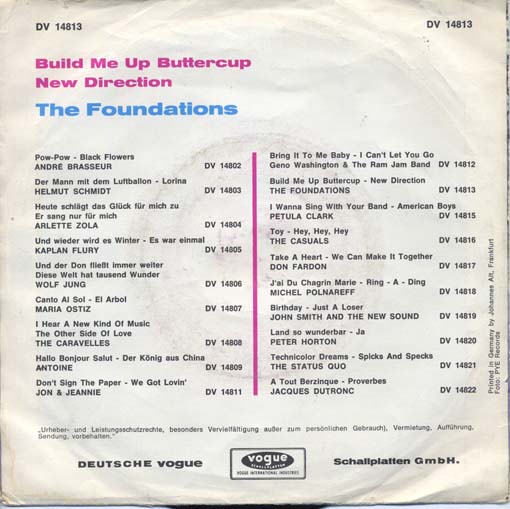 DV 14813
DV 14813
Build Me Up Buttercup
New Direction
The Foundations
Pow-Pow - Black Flowers
ANDRÉ BRASSEUR DV 14802
Der Mann mit dem Luftballon - Lorina
HELMUT SCHMIDT DV 14803
Heute schlägt das Glück für mich zu
Er sang nur für mich
ARLETTE ZOLA DV 14804
Und wieder wird es Winter - Es war einmal
KAPLAN FLURY DV 14805
Und der Don fließt immer weiter
Diese Welt hat tausend Wunder
WOLF JUNG DV 14806
Canto Al Sol - El Arbol
MARIA OSTIZ DV 14807
I Hear A New Kind Of Music
The Other Side Of Love
THE CARAVELLES DV 14808
Hallo Bonjour Salut - Der König aus China
ANTOINE DV 14809
Don't Sign The Paper - We Got Lovin'
JON & JEANNIE DV 14811
Bring It To Me Baby - I Can't Let You Go
Geno Washington & The Ram Jam Band DV 14812
Build Me Up Buttercup - New Direction
THE FOUNDATIONS DV 14813
I Wanna Sing With Your Band - American Boys
PETULA CLARK DV 14815
Toy - Hey, Hey, Hey
THE CASUALS DV 14816
Take A Heart - We Can Make It Together
DON FARDON DV 14817
J'ai Du Chagrin Marie - Ring - A - Ding
MICHEL POLNAREFF DV 14818
Birthday - Just A Loser
JOHN SMITH AND THE NEW SOUND DV 14819
Land so wunderbar - Ja
PETER HORTON DV 14820
Technicolor Dreams - Spicks And Specks
THE STATUS QUO DV 14821
A Tout Berzinque - Proverbes
JACQUES DUTRONC DV 14822
Printed in Germany by Johannes Alt, Frankfurt
Foto: PYE Records
„Urheber- und Leistungsschutzrechte, besonders Vervielfältigung außer zum persönlichen Gebrauch), Vermietung, Aufführung,
Sendung, vorbehalten."
DEUTSCHE vogue
vogue
SCHALLPLATTEN
VOGUE INTERNATIONAL INDUSTRIES
Schallplatten GmbH.